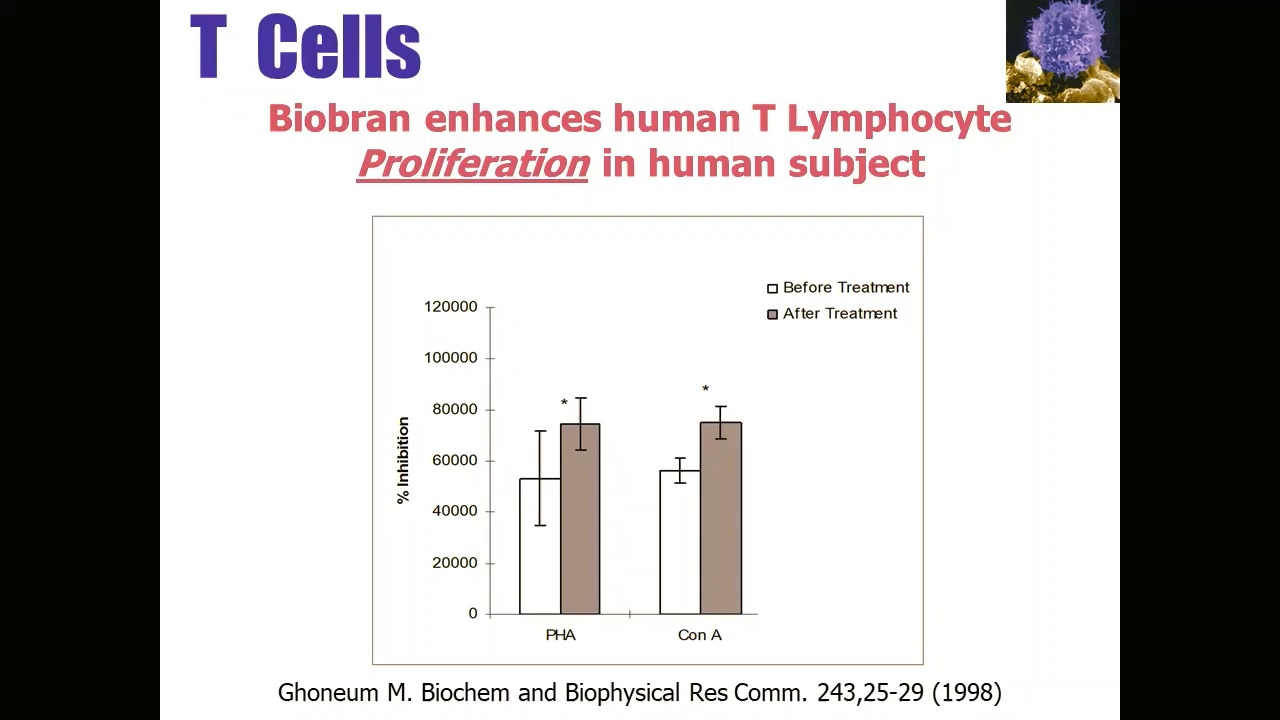 T Cells
Biobran enhances human T Lymphocyte
Proliferation in human subject
Before Treatment
After Treatment
120000
100000
80000
60000
40000
20000
0
% Inhibition
*
*
PHA
Con A
Ghoneum M. Biochem and Biophysical Res Comm. 243,25-29 (1998)